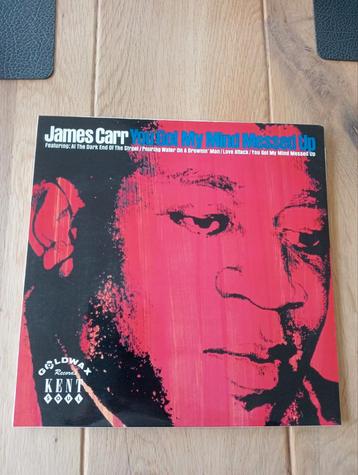 James Carr You Got My Mind Messed Up
Featuring: At The Dark End Of The Street / Pouring Water On A Drownin' Man / Love Attack / You Got My Mind Messed Up
GOLDWAX
Records
KENT
SOUL